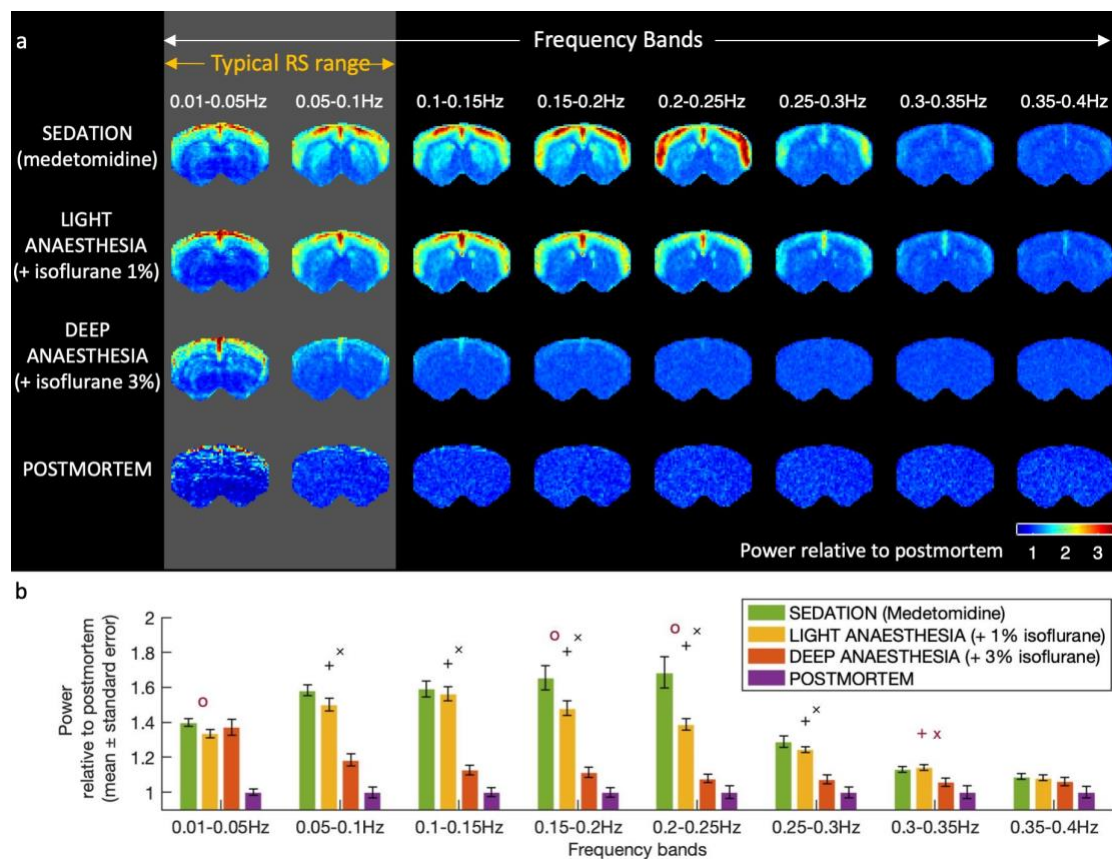 a
Frequency Bands
Typical RS range
0.01-0.05Hz 0.05-0.1Hz 0.1-0.15Hz 0.15-0.2Hz 0.2-0.25Hz 0.25-0.3Hz 0.3-0.35Hz 0.35-0.4Hz
SEDATION
(medetomidine)
LIGHT
ANAESTHESIA
(+ isoflurane 1%)
DEEP
ANAESTHESIA
(+ isoflurane 3%)
POSTMORTEM
Power relative to postmortem 1 2 3
b
Power
relative to postmortem
(mean ± standard error)
2
1.8
1.6
1.4
1.2
1
o
+ x
+ x
o + x
o + x
+ x
+ x
SEDATION (Medetomidine)
LIGHT ANAESTHESIA (+ 1% isoflurane)
DEEP ANAESTHESIA (+ 3% isoflurane)
POSTMORTEM
0.01-0.05Hz 0.05-0.1Hz 0.1-0.15Hz 0.15-0.2Hz 0.2-0.25Hz 0.25-0.3Hz 0.3-0.35Hz 0.35-0.4Hz
Frequency bands